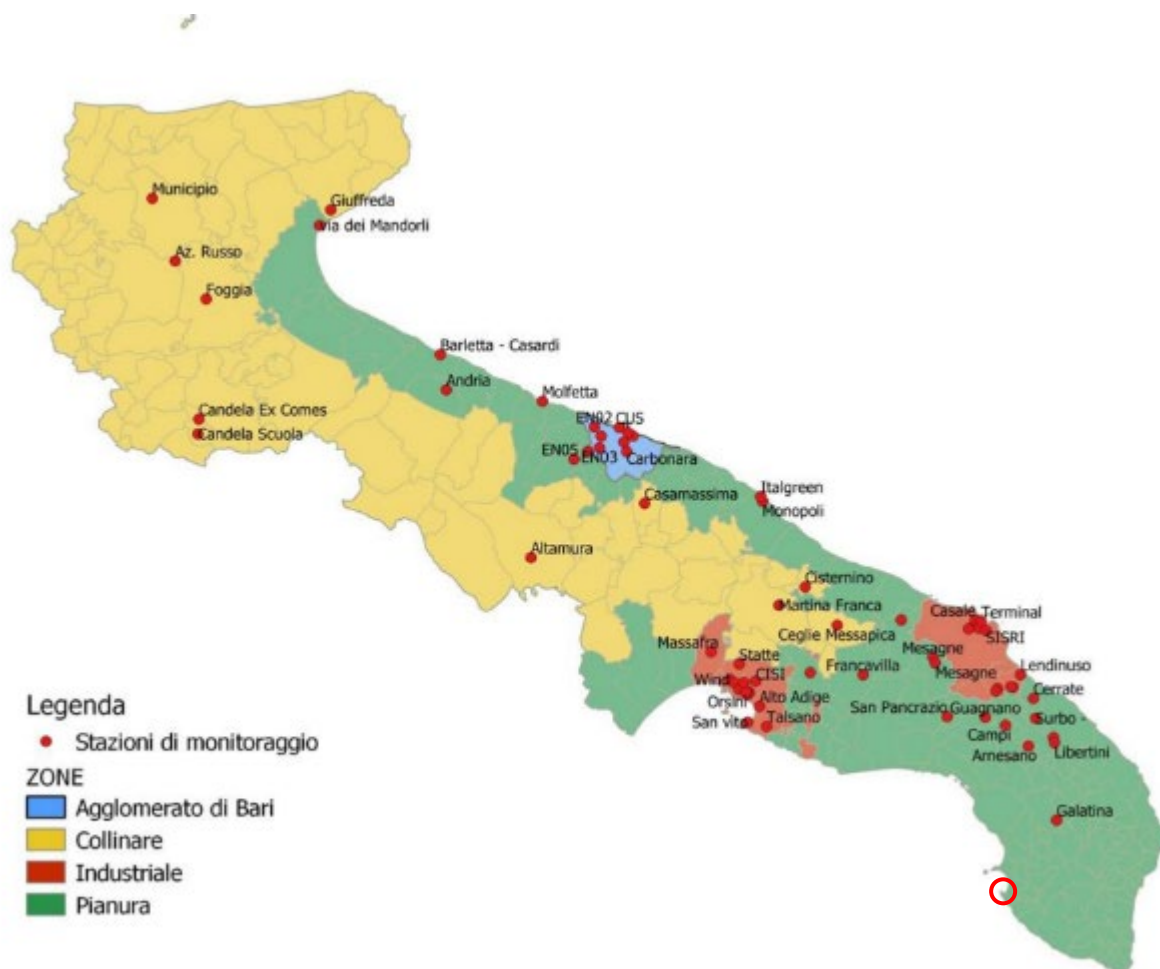 Municipio
Giuffreda
via dei Mandorli
Az. Russo
Foggia
Barletta - Casardi
Andria
Molfetta
Candela Ex Comes
Candela Scuola
EN02
CUS
EN05
EN03
Carbonara
Casamassima
Italgreen
Monopoli
Altamura
Cisternino
Martina Franca
Casale
Terminal
Ceglie Messapica
SISRI
Massafra
Statte
Mesagne
Mesagne
Francavilla
Lendinuso
Wind
CISI
Cerrate
Orsini
Alto Adige
San Pancrazio
Guagnano
Surbo -
San vito
Talsano
Campi
Arnesano
Libertini
Galatina
Legenda
Stazioni di monitoraggio
ZONE
Agglomerato di Bari
Collinare
Industriale
Pianura